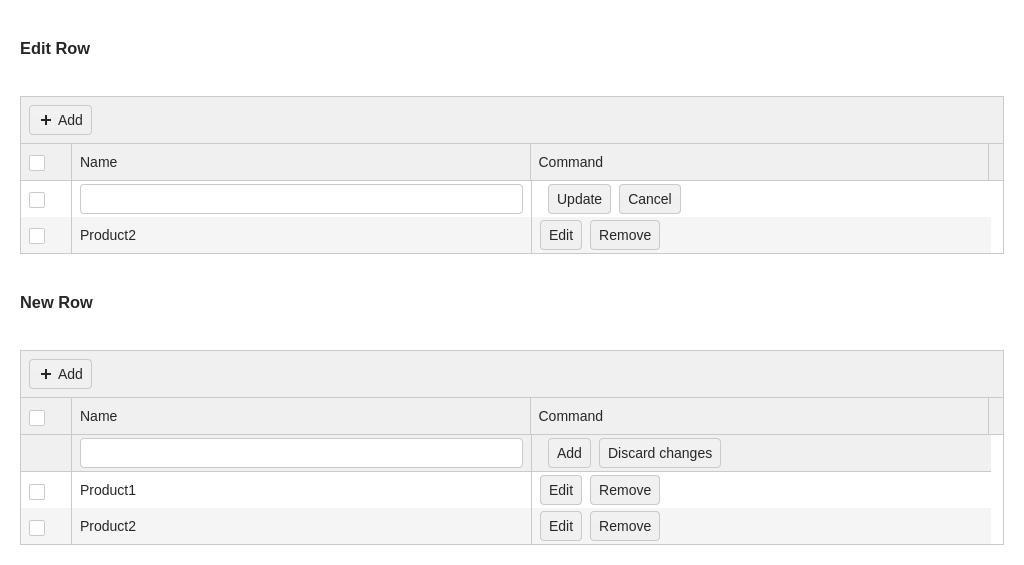 Edit Row
Add
Name Command
Update Cancel
Product2 Edit Remove
New Row
Add
Name Command
Add Discard changes
Product1 Edit Remove
Product2 Edit Remove